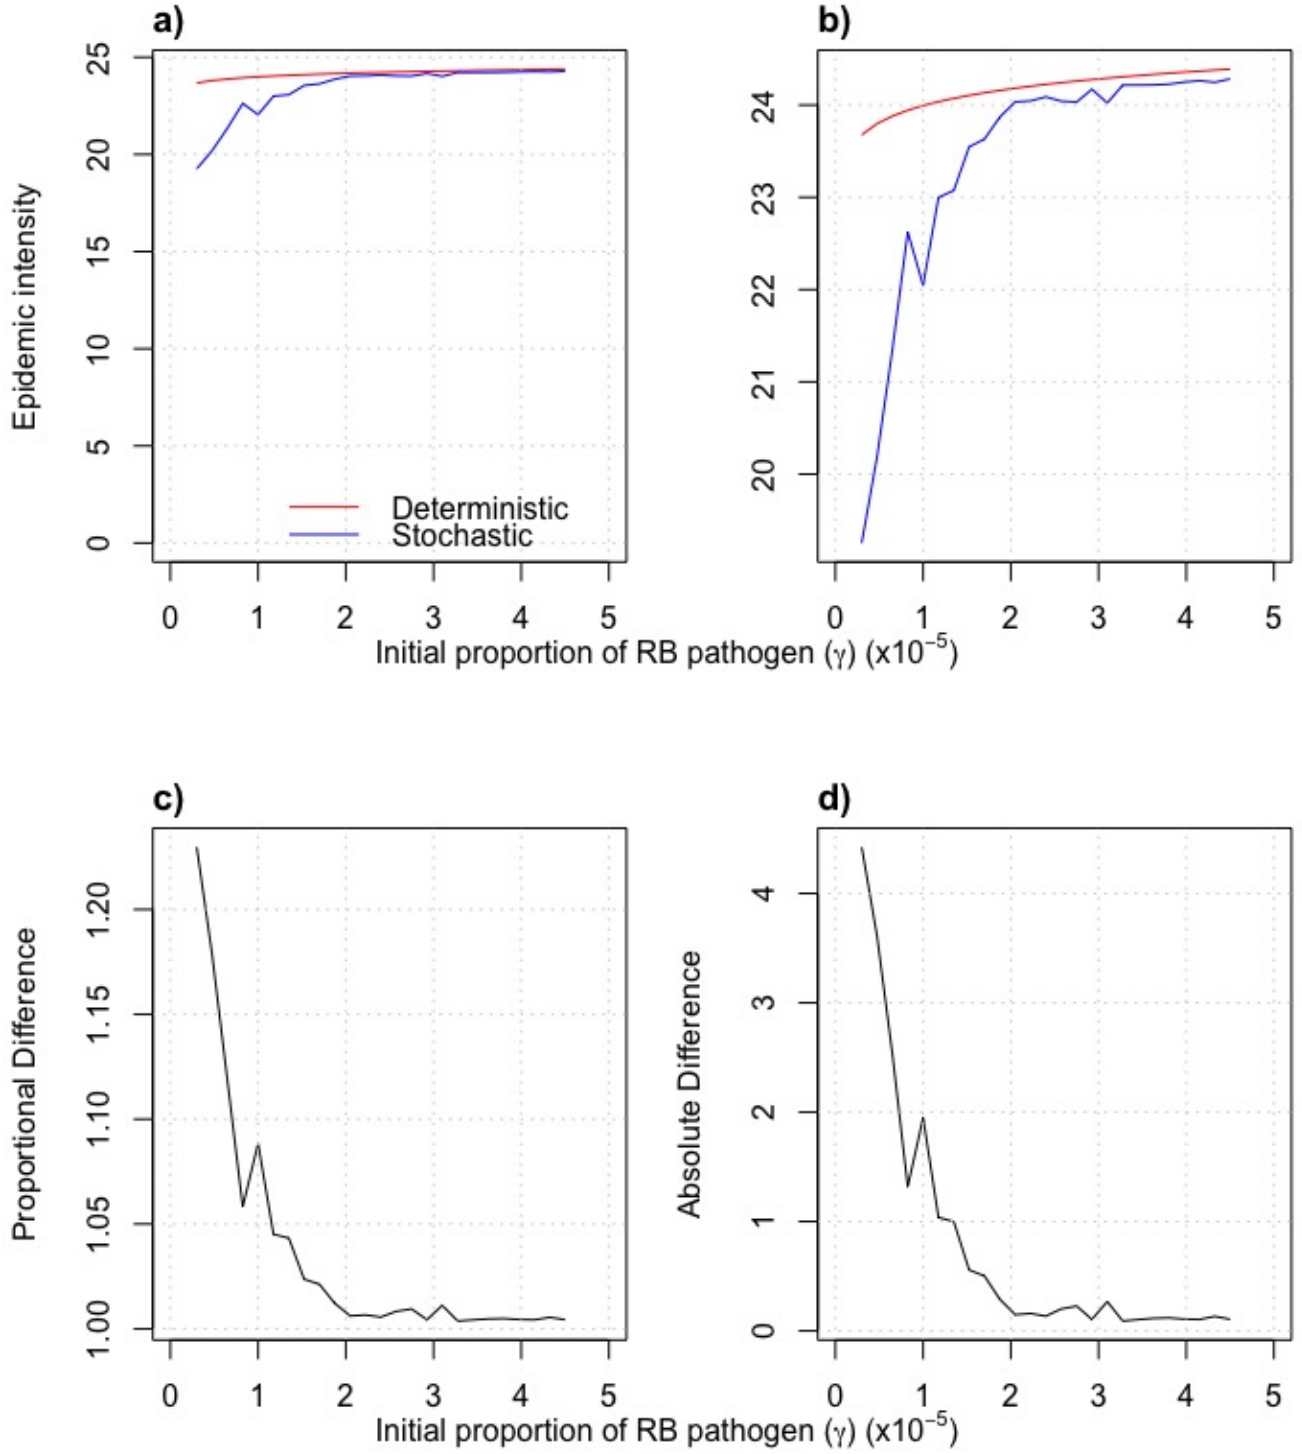 a)
b)
Epidemic intensity
25
20
15
10
5
0
Deterministic
Stochastic
0 1 2 3 4 5
24
23
22
21
20
0 1 2 3 4 5
Initial proportion of RB pathogen (γ) (x10⁻⁵)
c)
d)
Proportional Difference
1.20
1.15
1.10
1.05
1.00
0 1 2 3 4 5
Absolute Difference
4
3
2
1
0
0 1 2 3 4 5
Initial proportion of RB pathogen (γ) (x10⁻⁵)